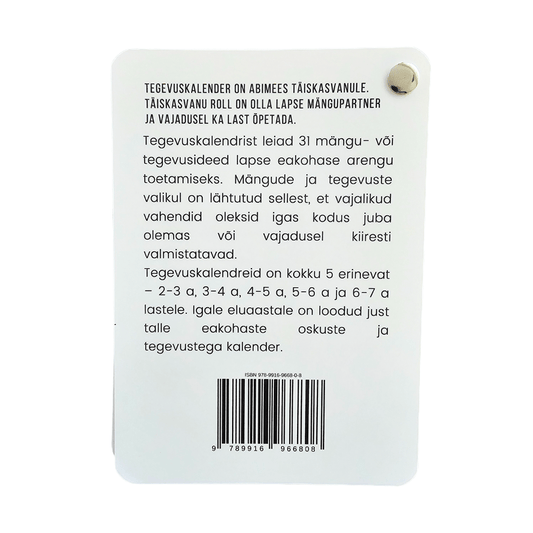 TEGEVUSKALENDER ON ABIMEES TÄISKASVANULE.
TÄISKASVANU ROLL ON OLLA LAPSE MÄNGUPARTNER
JA VAJADUSEL KA LAST ÕPETADA.
Tegevuskalendrist leiad 31 mängu- või
tegevusideed lapse eakohase arengu
toetamiseks. Mängude ja tegevuste
valikul on lähtutud sellest, et vajalikud
vahendid oleksid igas kodus juba
olemas või vajadusel kiiresti
valmistatavad.
Tegevuskalendreid on kokku 5 erinevat
– 2-3 a, 3-4 a, 4-5 a, 5-6 a ja 6-7 a
lastele. Igale eluaastale on loodud just
talle eakohaste oskuste ja
tegevustega kalender.
ISBN 978-9916-9668-0-8
9 789916 966808